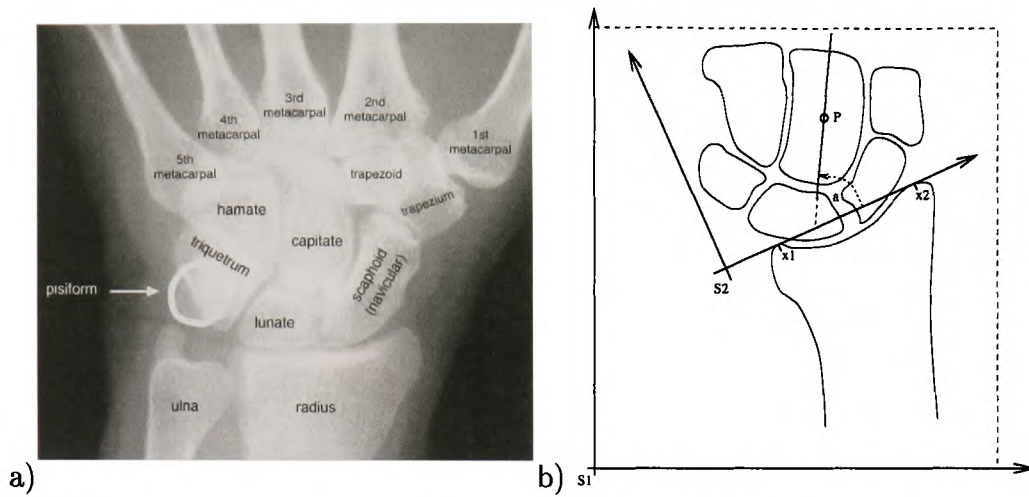 3rd
metacarpal
2nd
metacarpal
4th
metacarpal
1st
metacarpal
5th
metacarpal
trapezoid
trapezium
hamate
capitate
triquetrum
scaphoid
(navicular)
pisiform
lunate
ulna
radius
a)
P
a
x2
x1
S2
b)
S1